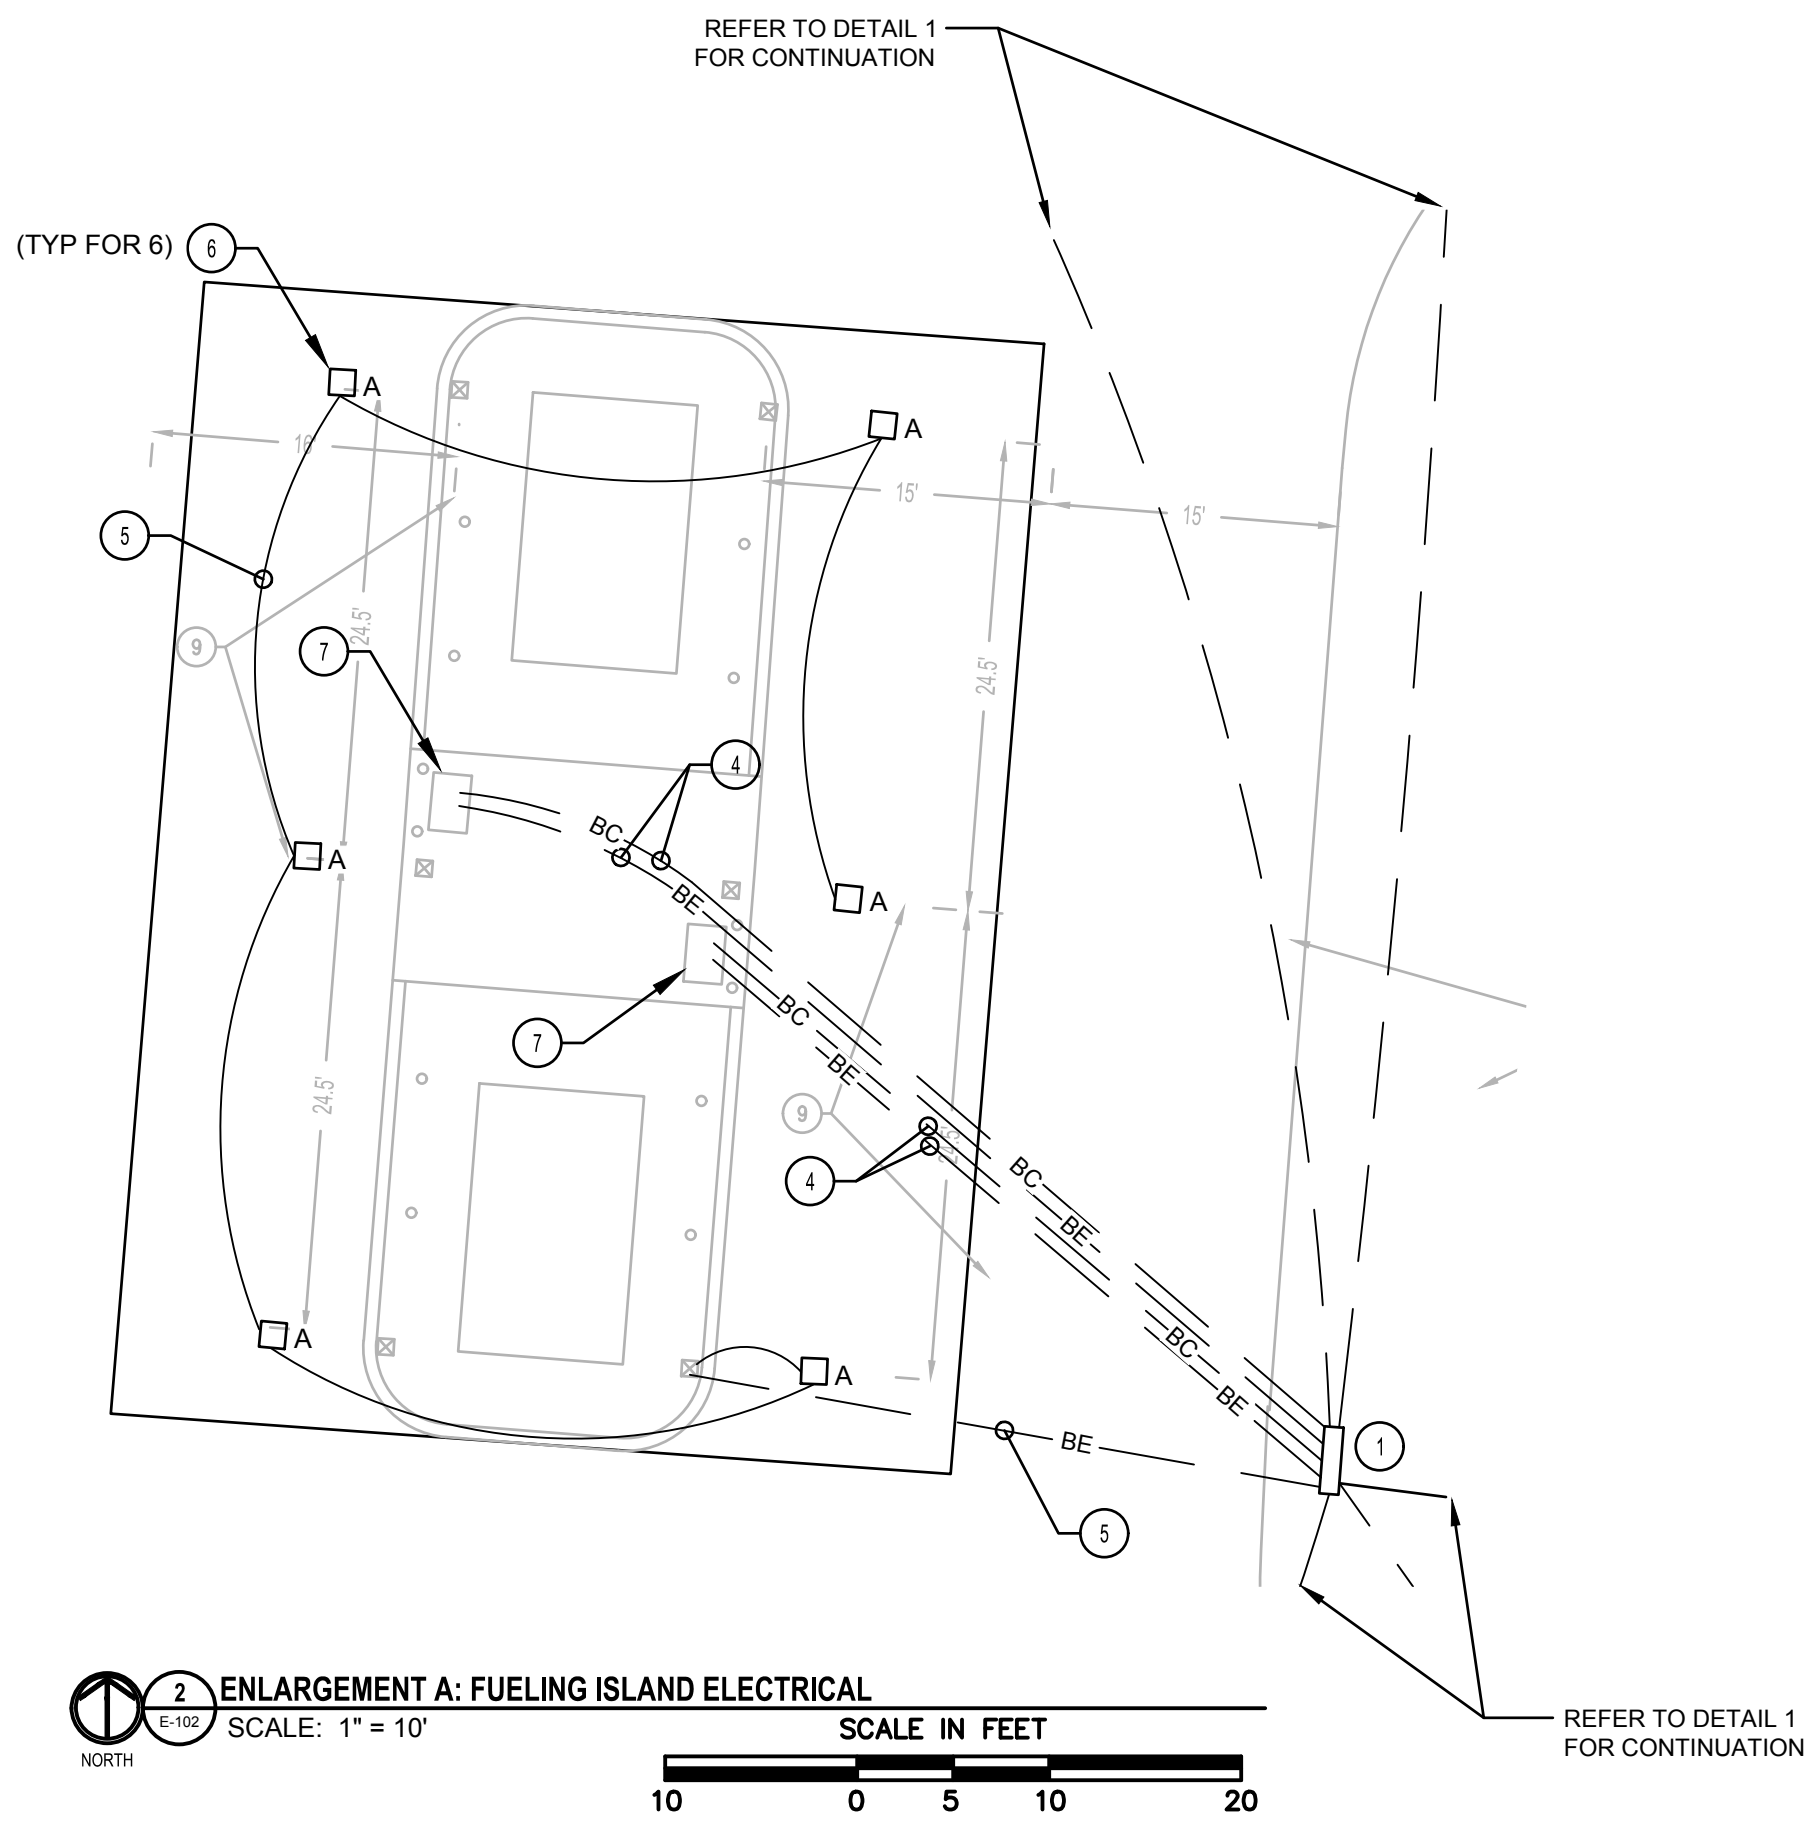 REFER TO DETAIL 1
FOR CONTINUATION
(TYP FOR 6) 6
A
A
16'
15'
15'
5
24.5'
9
7
24.5'
4
BC
A
BE
A
7
BC
BE
24.5'
9
24.5'
4
BC
BE
A
BC
A
BE
BE
1
5
2
E-102
ENLARGEMENT A: FUELING ISLAND ELECTRICAL
SCALE: 1" = 10'
NORTH
SCALE IN FEET
10 0 5 10 20
REFER TO DETAIL 1
FOR CONTINUATION